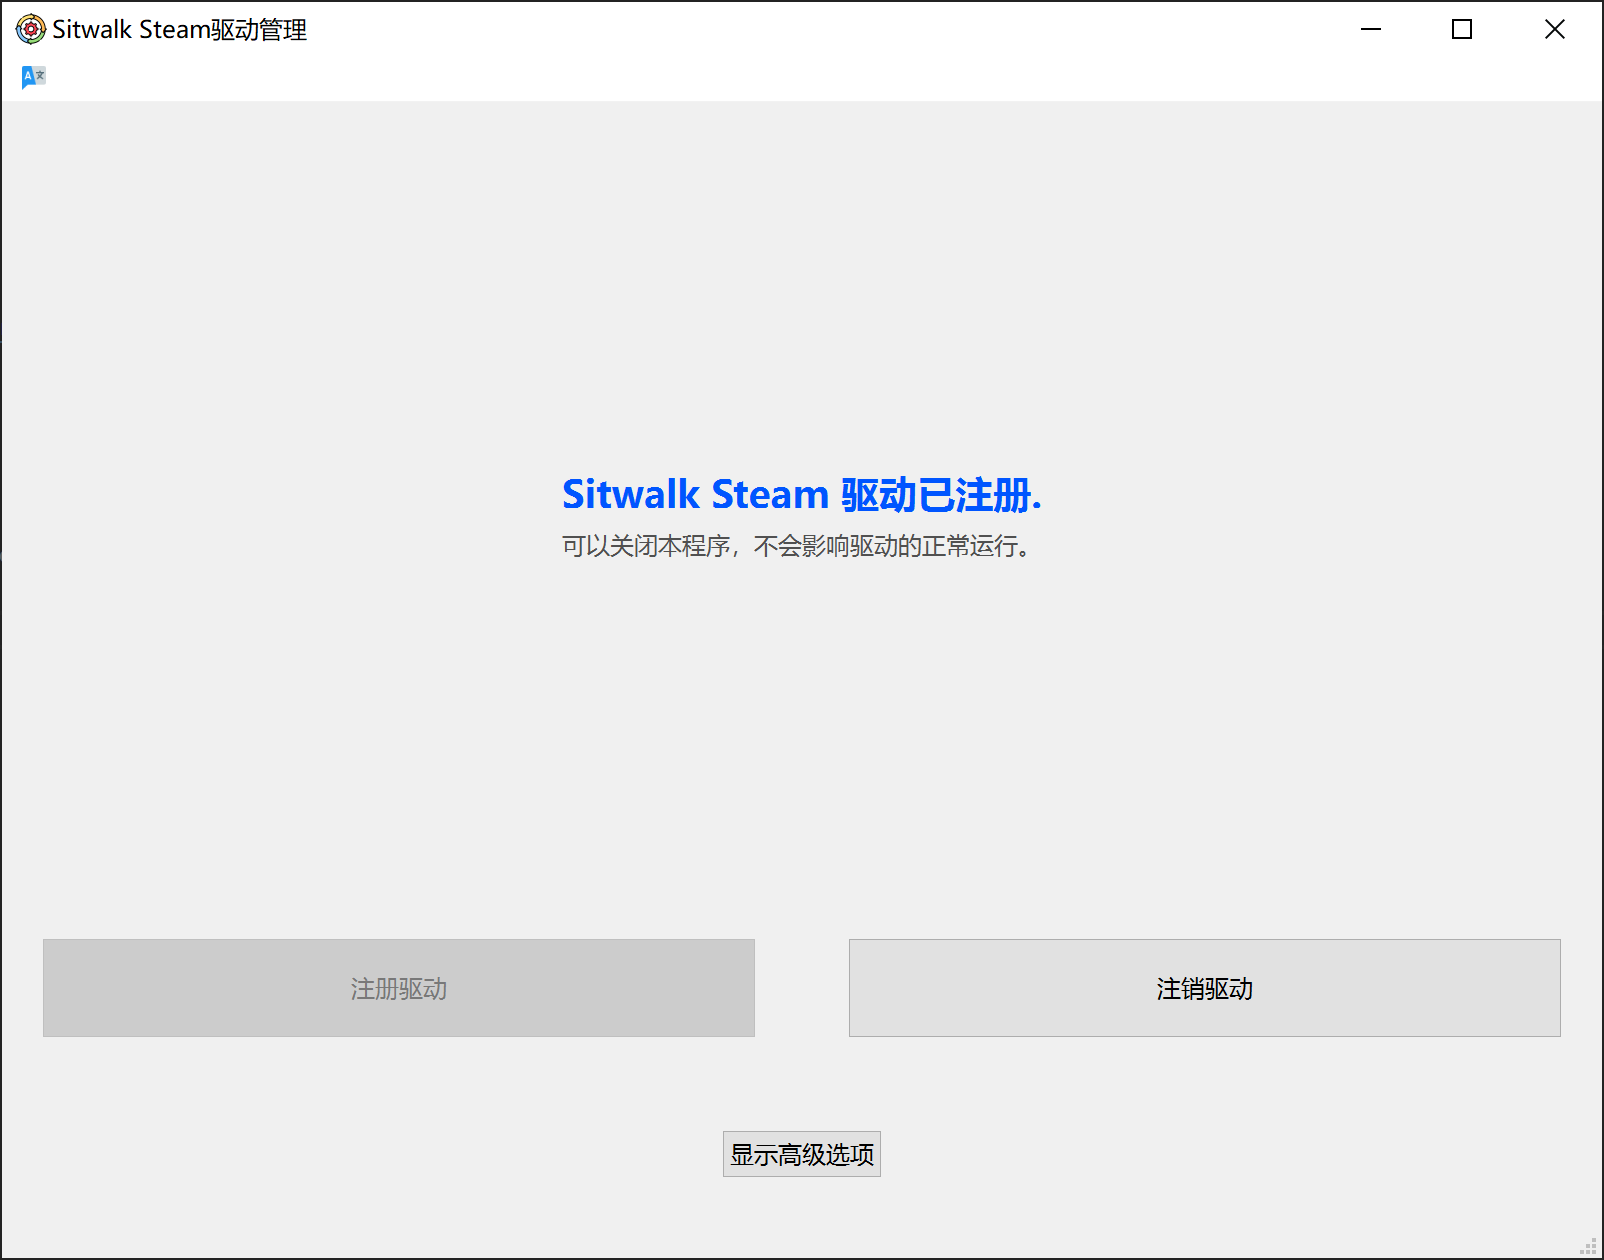 Sitwalk Steam驱动管理
A文
Sitwalk Steam 驱动已注册.
可以关闭本程序，不会影响驱动的正常运行。
注册驱动
注销驱动
显示高级选项